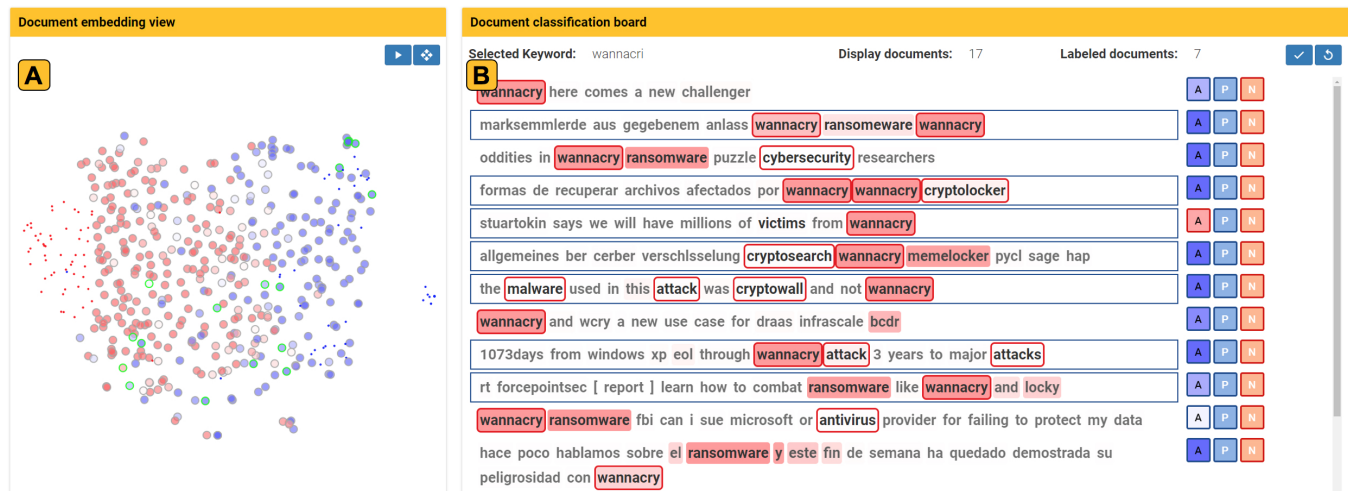 Document embedding view
A
Document classification board
Selected Keyword: wannacri Display documents: 17 Labeled documents: 7
B
wannacry here comes a new challenger A P N
marksemmlerde aus gegebenem anlass wannacry ransomeware wannacry A P N
oddities in wannacry ransomware puzzle cybersecurity researchers A P N
formas de recuperar archivos afectados por wannacry wannacry cryptolocker A P N
stuartokin says we will have millions of victims from wannacry A P N
allgemeines ber cerber verschlsselung cryptosearch wannacry memelocker pycl sage hap A P N
the malware used in this attack was cryptowall and not wannacry A P N
wannacry and wcry a new use case for draas infrascale bcdr A P N
1073days from windows xp eol through wannacry attack 3 years to major attacks A P N
rt forcepointsec [ report ] learn how to combat ransomware like wannacry and locky A P N
wannacry ransomware fbi can i sue microsoft or antivirus provider for failing to protect my data A P N
hace poco hablamos sobre el ransomware y este fin de semana ha quedado demostrada su A P N
peligrosidad con wannacry